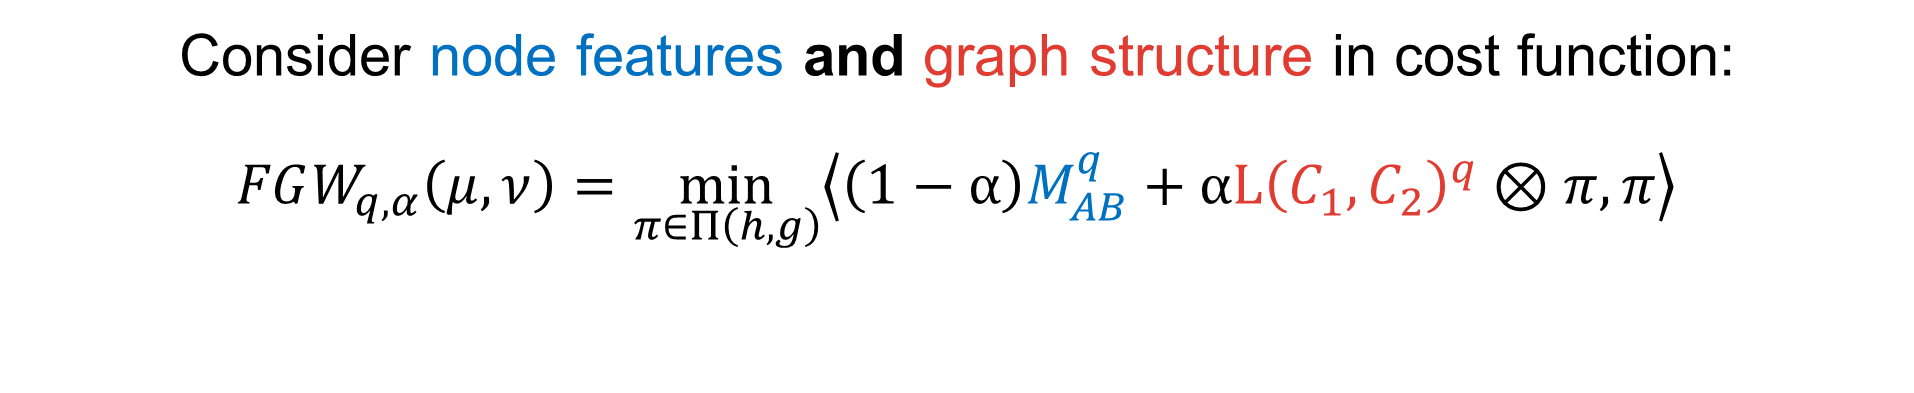 Consider node features and graph structure in cost function:
𝐹𝐺𝑊_{𝑞,𝛼}(𝜇, 𝜈) = min_{𝜋∈Π(ℎ,𝑔)} ⟨(1 − α)𝑀_{𝐴𝐵}^{𝑞} + αL(𝐶_1, 𝐶_2)^{𝑞} ⊗ 𝜋, 𝜋⟩